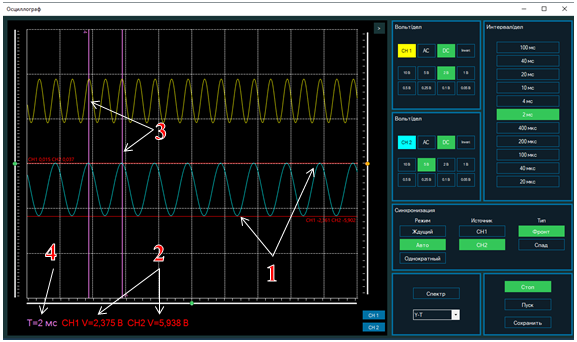 Осциллограф
>
Вольт/дел
CH 1
AC
DC
Invert
10 В
5 В
2 В
1 В
0.5 В
0.25 В
0.1 В
0.05 В
Вольт/дел
CH 2
AC
DC
Invert
10 В
5 В
2 В
1 В
0.5 В
0.25 В
0.1 В
0.05 В
Интервал/дел
100 мс
40 мс
20 мс
10 мс
4 мс
2 мс
400 мкс
200 мкс
100 мкс
40 мкс
20 мкс
Синхронизация
Режим
Источник
Тип
Ждущий
CH1
Фронт
Авто
CH2
Спад
Однократный
Спектр
Y-T
Стоп
Пуск
Сохранить
3
4
2
1
T=2 мс CH1 V=2,375 В CH2 V=5,938 В
CH 1
CH 2